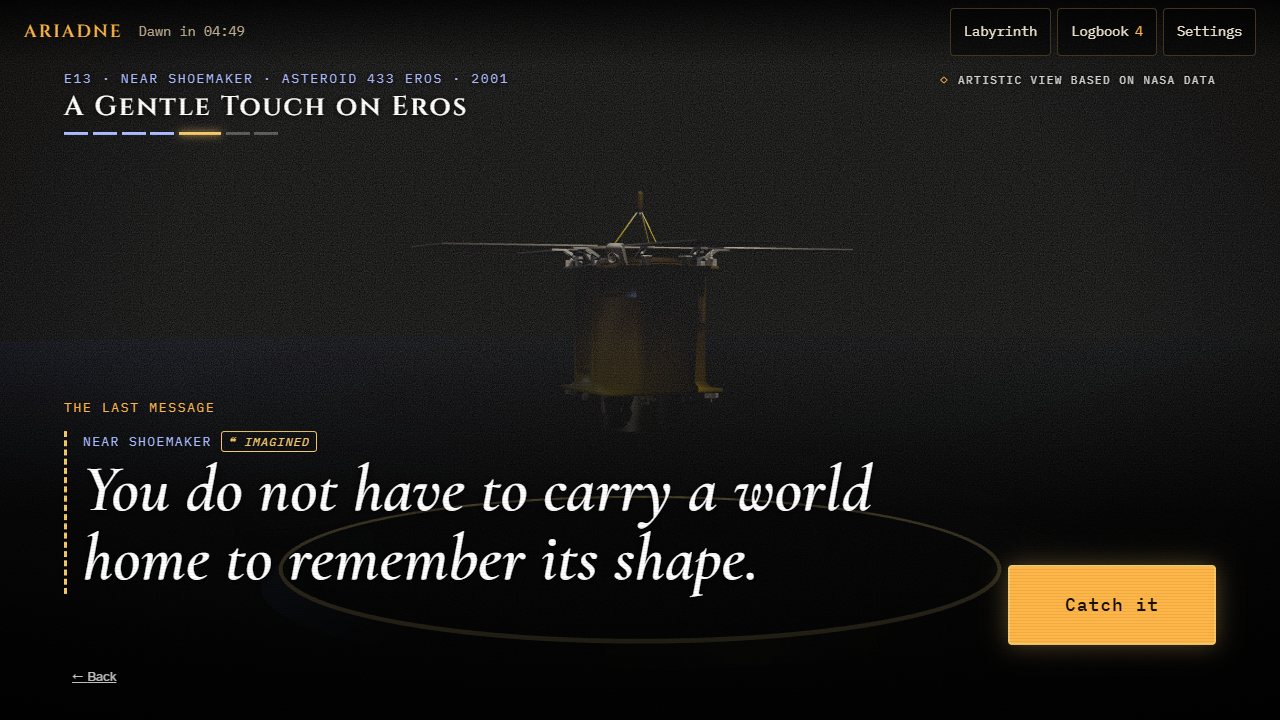 ARIADNE Dawn in 04:49 Labyrinth Logbook 4 Settings
E13 · NEAR SHOEMAKER · ASTEROID 433 EROS · 2001
◇ ARTISTIC VIEW BASED ON NASA DATA
A Gentle Touch on Eros
THE LAST MESSAGE
NEAR SHOEMAKER ❝ IMAGINED
You do not have to carry a world
home to remember its shape.
Catch it
← Back